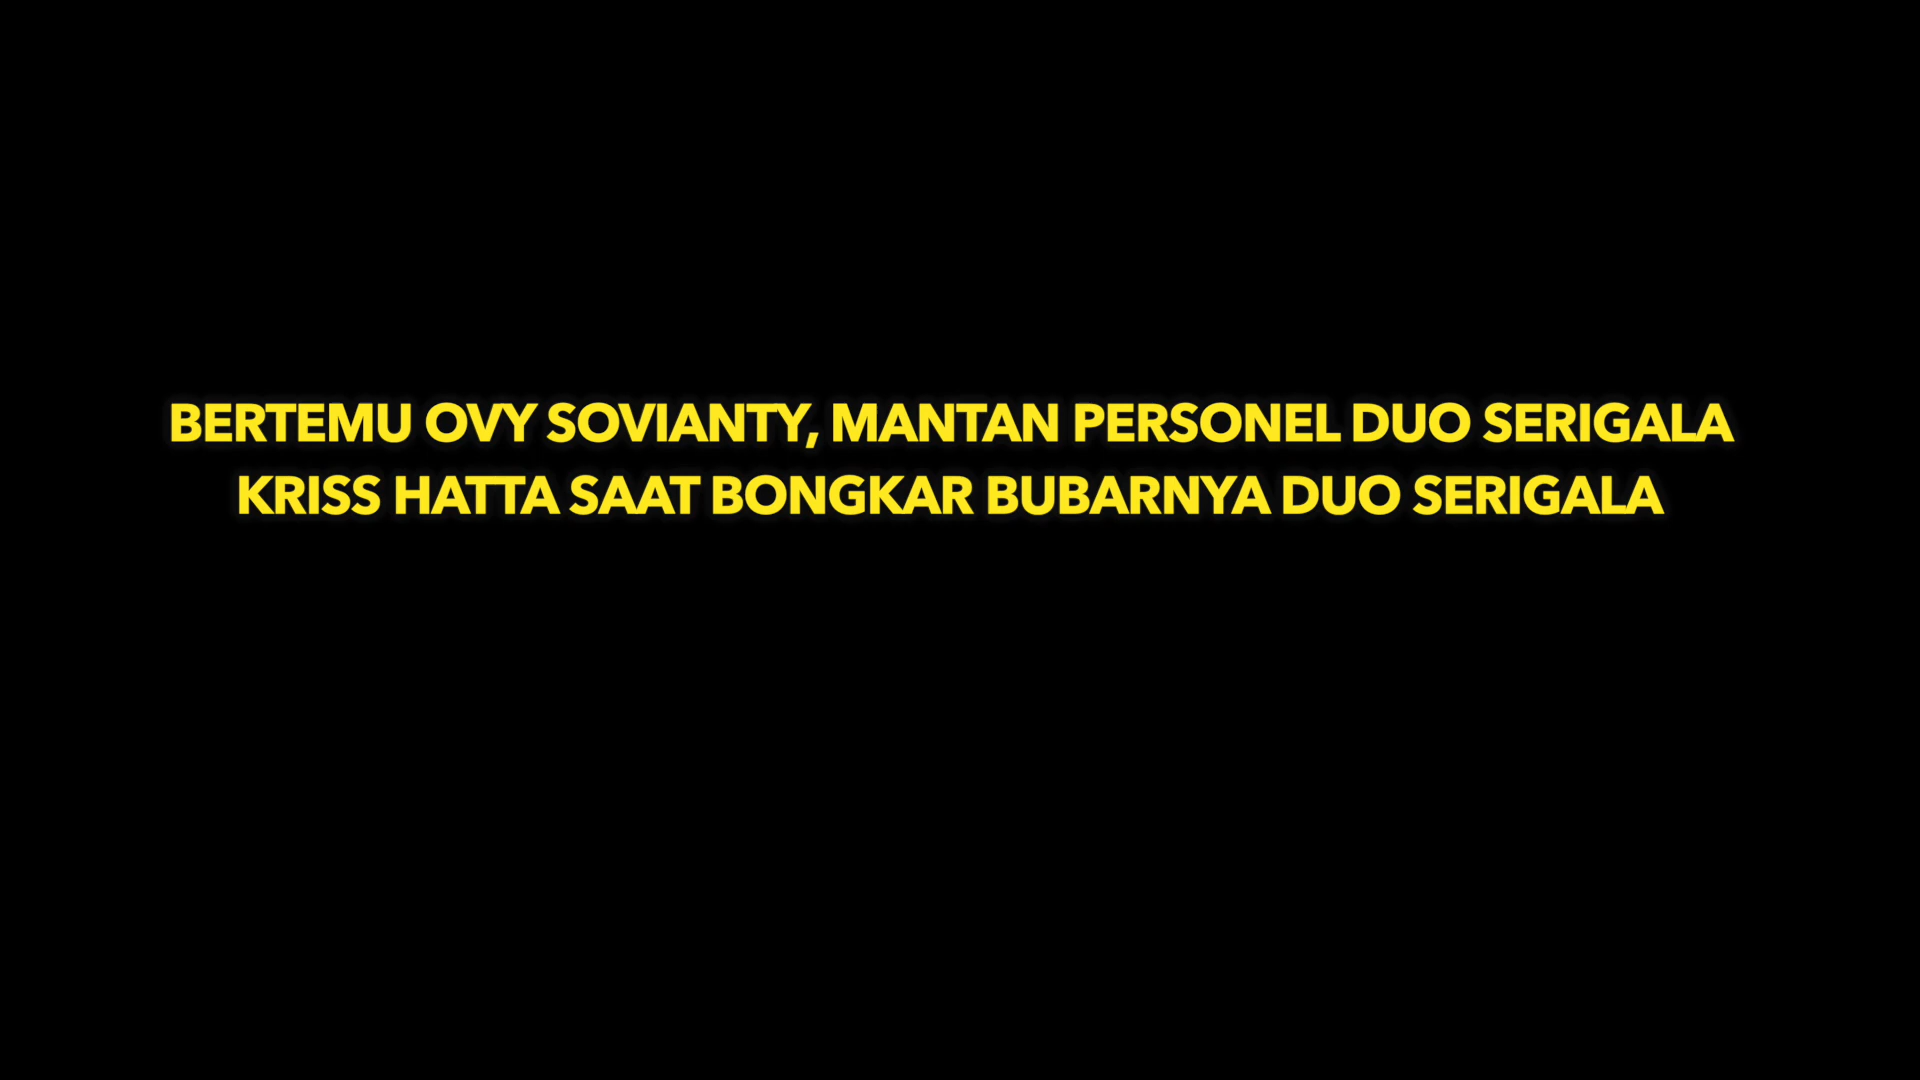 BERTEMU OVY SOVIANTY, MANTAN PERSONEL DUO SERIGALA
KRISS HATTA SAAT BONGKAR BUBARNYA DUO SERIGALA